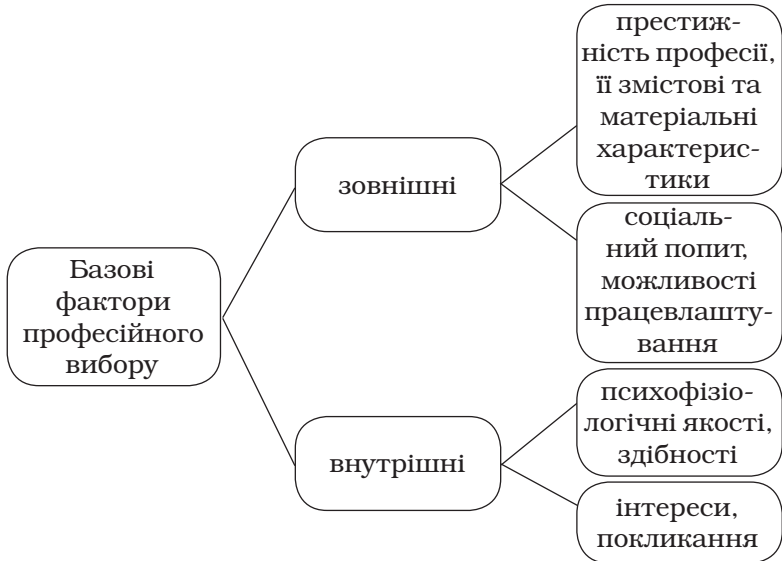 престиж-
ність професії,
її змістові та
матеріальні
характерис-
тики
зовнішні
соціаль-
ний попит,
можливості
працевлашту-
вання
Базові
фактори
професійного
вибору
психофізіо-
логічні якості,
здібності
внутрішні
інтереси,
покликання